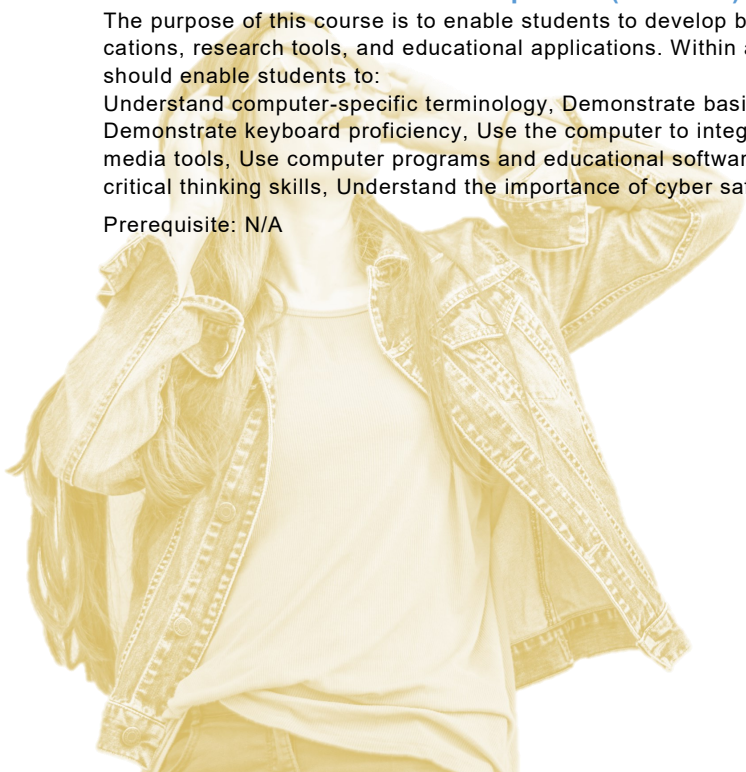 The purpose of this course is to enable students to develop b
cations, research tools, and educational applications. Within a
should enable students to:
Understand computer-specific terminology, Demonstrate basi
Demonstrate keyboard proficiency, Use the computer to integ
media tools, Use computer programs and educational softwar
critical thinking skills, Understand the importance of cyber saf
Prerequisite: N/A